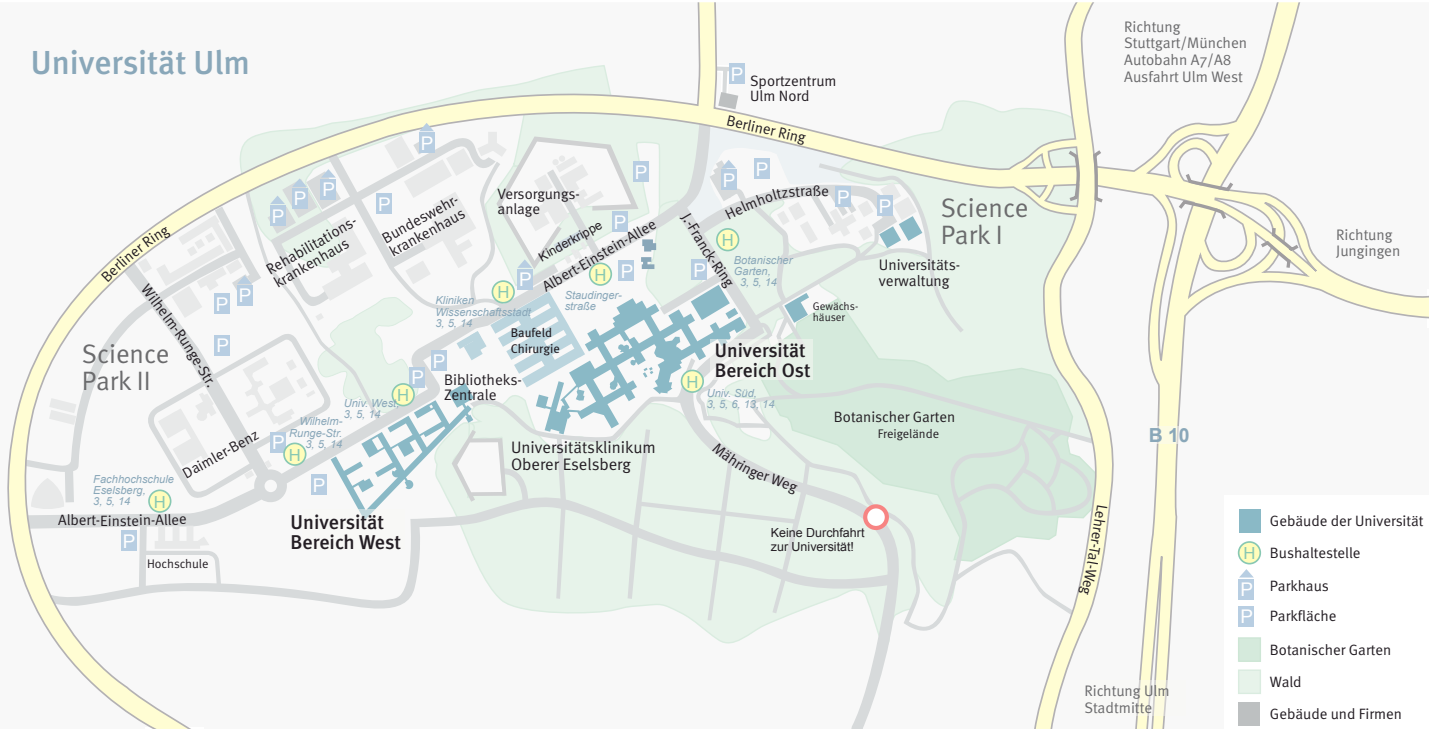 Universität Ulm
Richtung
Stuttgart/München
Autobahn A7/A8
Ausfahrt Ulm West
P
Sportzentrum
Ulm Nord
Berliner Ring
P
P
P
P
P
P
P
P
P
P
Versorgungs-
anlage
Bundeswehr-
krankenhaus
Rehabilitations-
krankenhaus
Kinderkrippe
P
Albert-Einstein-Allee
J.-Franck-Ring
Helmholtzstraße
P
P
Science
Park I
Berliner Ring
Richtung
Jungingen
H
Botanischer
Garten,
3, 5, 14
Universitäts-
verwaltung
P
P
H
P
P
H
Staudinger-
straße
Kliniken
Wissenschaftsstadt
3, 5, 14
P
P
P
Wilhelm-Runge-Str.
Gewächs-
häuser
Baufeld
Chirurgie
Science
Park II
P
P
Universität
Bereich Ost
Bibliotheks-
Zentrale
H
Univ. Süd,
3, 5, 6, 13, 14
H
Univ. West,
3, 5, 14
Wilhelm-
Runge-Str.
3, 5, 14
P
H
Daimler-Benz
Botanischer Garten
Freigelände
B 10
Universitätsklinikum
Oberer Eselsberg
Mähringer Weg
Fachhochschule
Eselsberg,
3, 5, 14
H
P
Albert-Einstein-Allee
P
Hochschule
Universität
Bereich West
Keine Durchfahrt
zur Universität!
Lehrer-Tal-Weg
Richtung Ulm
Stadtmitte
Gebäude der Universität
H
Bushaltestelle
P
Parkhaus
P
Parkfläche
Botanischer Garten
Wald
Gebäude und Firmen